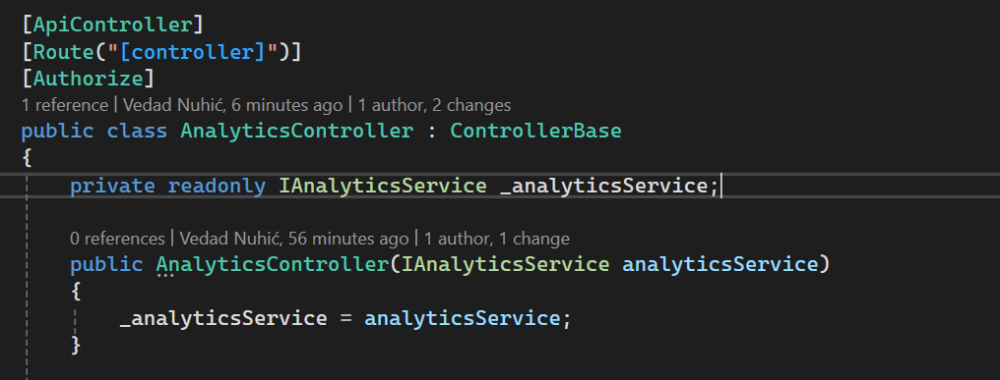 [ApiController]
[Route("[controller]")]
[Authorize]
1 reference | Vedad Nuhić, 6 minutes ago | 1 author, 2 changes
public class AnalyticsController : ControllerBase
{
private readonly IAnalyticsService _analyticsService;
0 references | Vedad Nuhić, 56 minutes ago | 1 author, 1 change
public AnalyticsController(IAnalyticsService analyticsService)
{
_analyticsService = analyticsService;
}